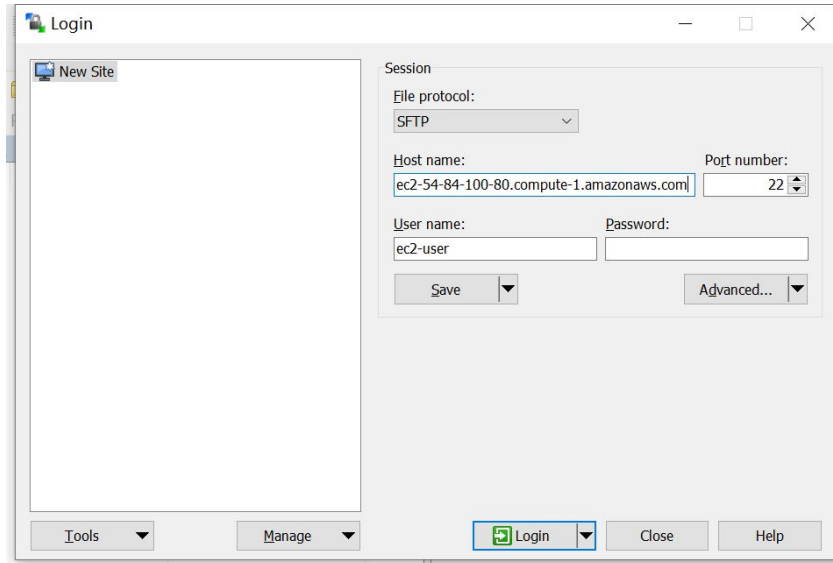 Login
New Site
Session
File protocol:
SFTP
Host name:
Port number:
ec2-54-84-100-80.compute-1.amazonaws.com
22
User name:
Password:
ec2-user
Save
Advanced...
Tools
Manage
Login
Close
Help